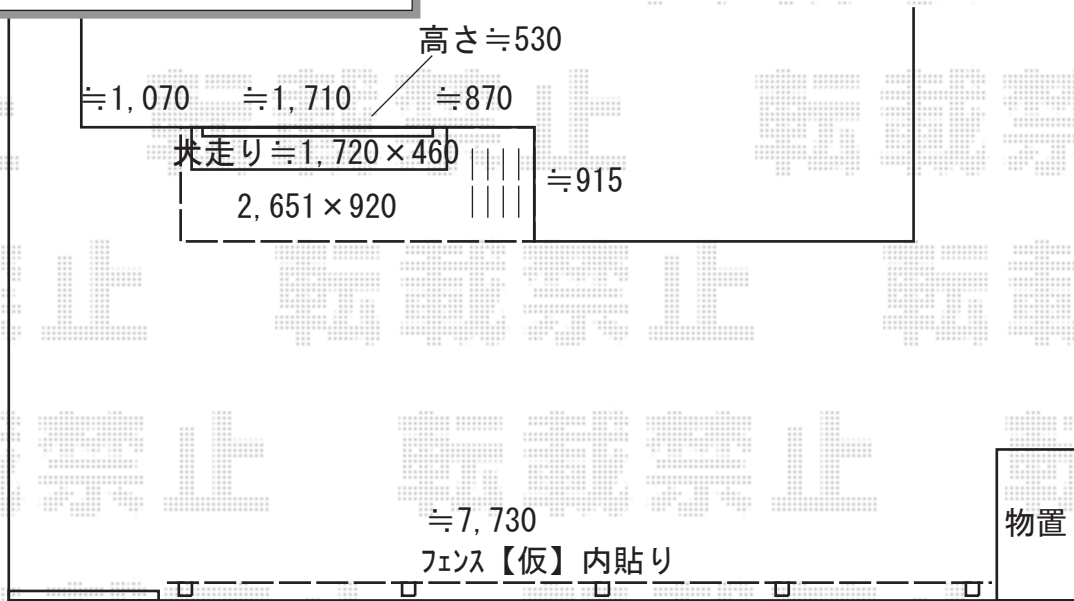 高さ≒530
≒1,070 ≒1,710 ≒870
犬走り≒1,720×460
≒915
2,651×920
転載禁止
転載禁止
転載禁止
≒7,730
物置
フェンス【仮】内貼り